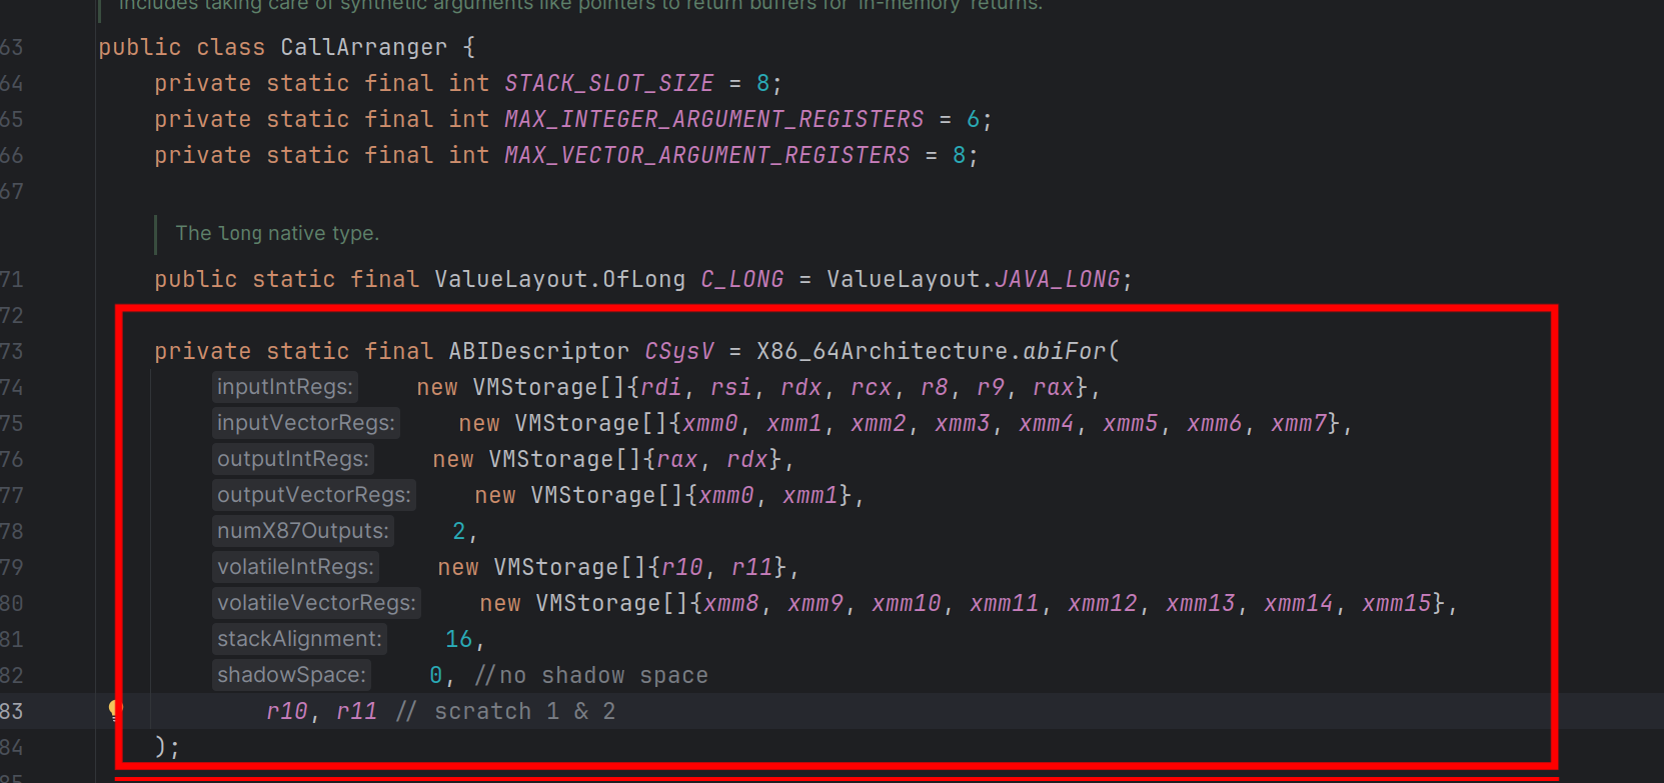 includes taking care of synthetic arguments like pointers to return buffers for 'in-memory' returns.
63 public class CallArranger {
64 private static final int STACK_SLOT_SIZE = 8;
65 private static final int MAX_INTEGER_ARGUMENT_REGISTERS = 6;
66 private static final int MAX_VECTOR_ARGUMENT_REGISTERS = 8;
67
The long native type.
71 public static final ValueLayout.OfLong C_LONG = ValueLayout.JAVA_LONG;
72
73 private static final ABIDescriptor CSysV = X86_64Architecture.abiFor(
74 inputIntRegs: new VMStorage[]{rdi, rsi, rdx, rcx, r8, r9, rax},
75 inputVectorRegs: new VMStorage[]{xmm0, xmm1, xmm2, xmm3, xmm4, xmm5, xmm6, xmm7},
76 outputIntRegs: new VMStorage[]{rax, rdx},
77 outputVectorRegs: new VMStorage[]{xmm0, xmm1},
78 numX87Outputs: 2,
79 volatileIntRegs: new VMStorage[]{r10, r11},
80 volatileVectorRegs: new VMStorage[]{xmm8, xmm9, xmm10, xmm11, xmm12, xmm13, xmm14, xmm15},
81 stackAlignment: 16,
82 shadowSpace: 0, //no shadow space
83 r10, r11 // scratch 1 & 2
84 );
85